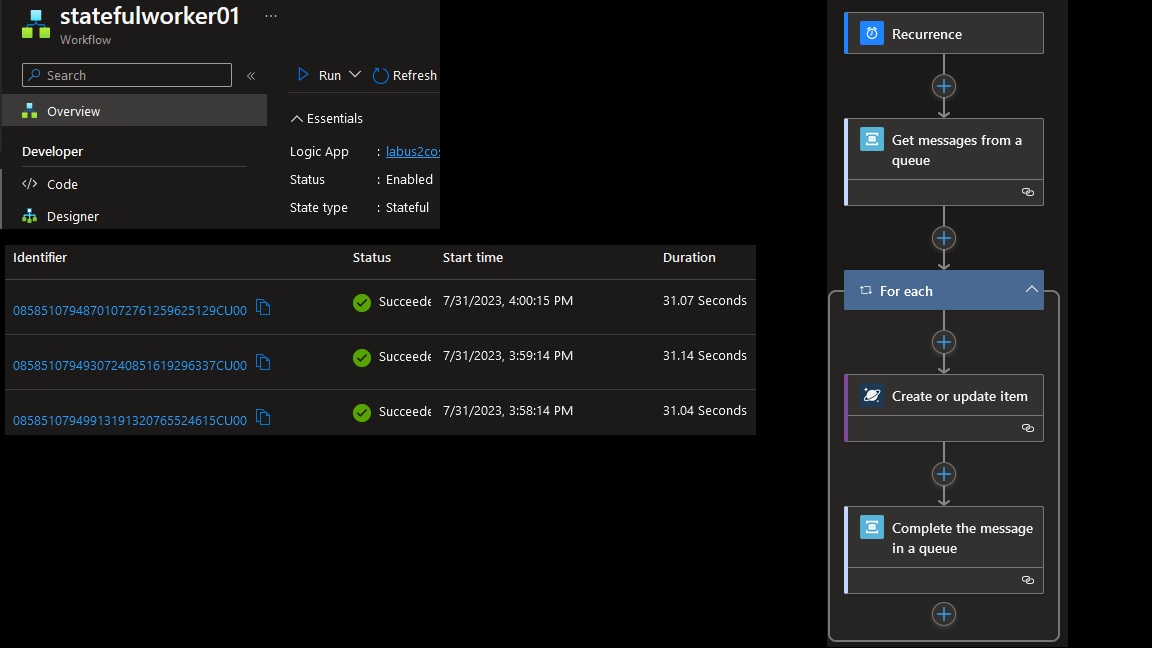 statefulworker01 ...
Workflow
Search «
Run Refresh
Overview
Essentials
Developer
Logic App : labus2cos
Code
Status : Enabled
Designer
State type : Stateful
Identifier Status Start time Duration
08585107948701072761259625129CU00 Succeede 7/31/2023, 4:00:15 PM 31.07 Seconds
08585107949307240851619296337CU00 Succeede 7/31/2023, 3:59:14 PM 31.14 Seconds
08585107949913191320765524615CU00 Succeede 7/31/2023, 3:58:14 PM 31.04 Seconds
Recurrence
Get messages from a
queue
For each
Create or update item
Complete the message
in a queue